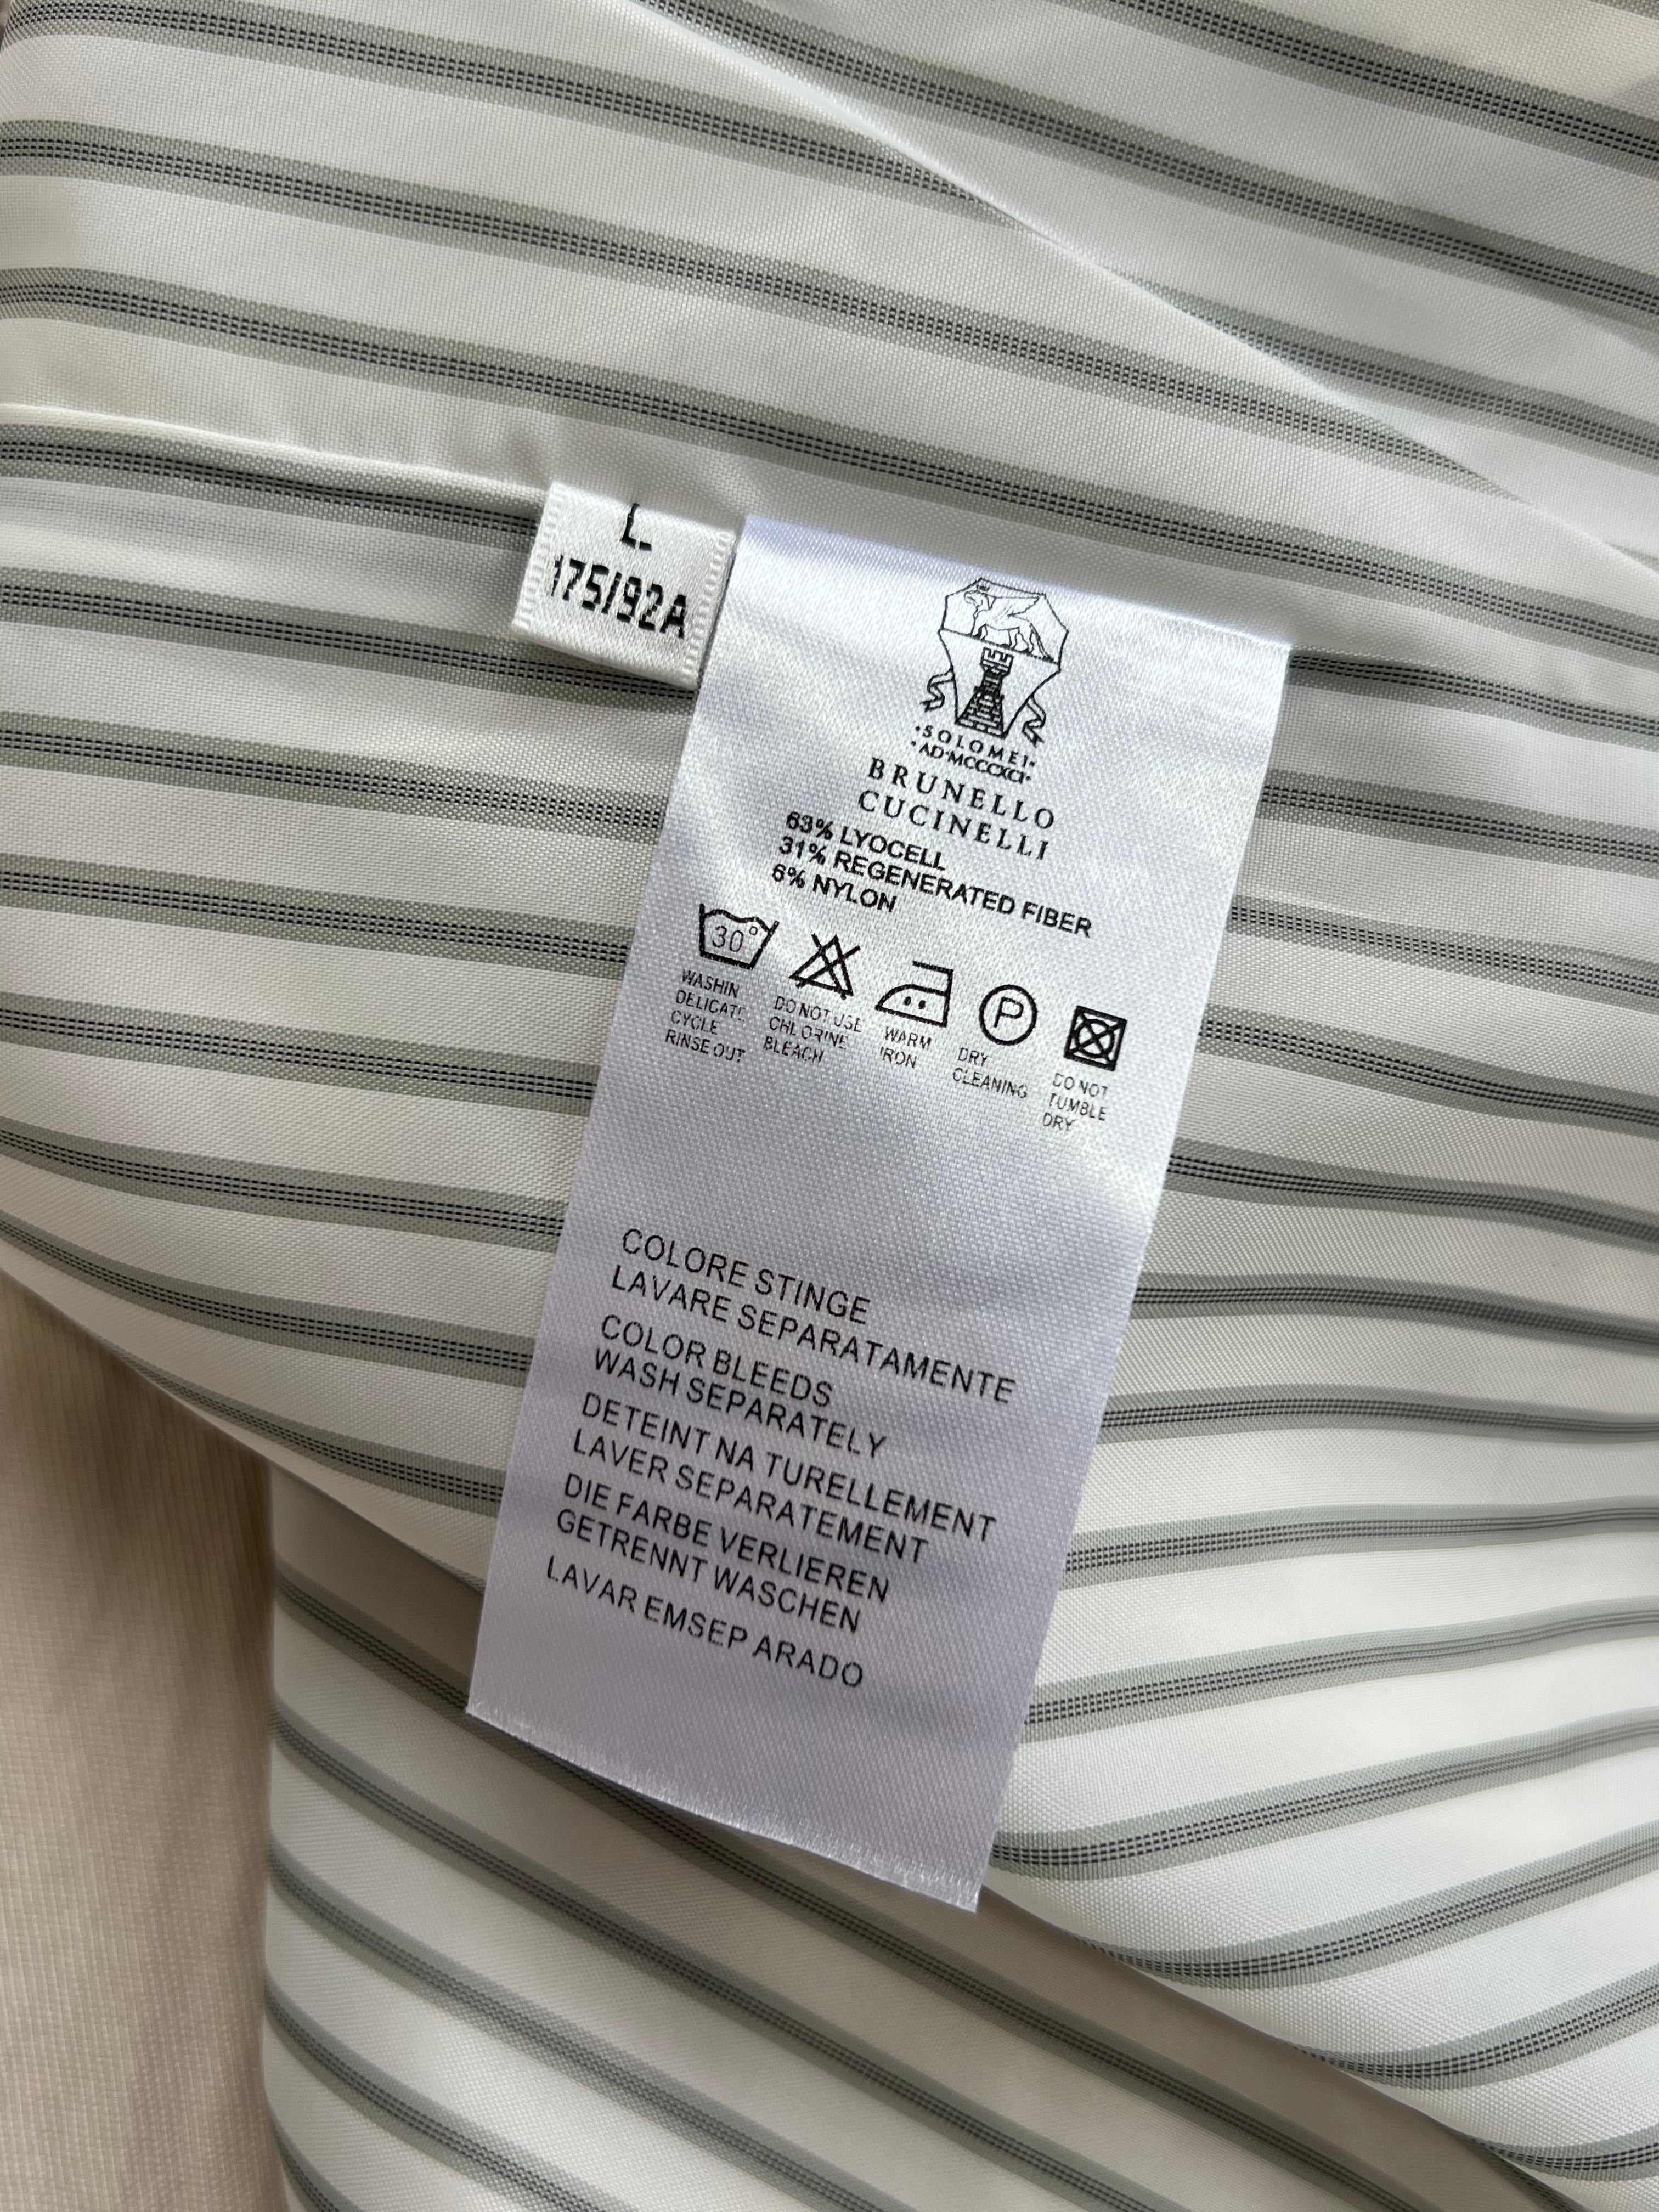 L
175/92A
·SOLOMEI·
·AD·MCCCXCI·
BRUNELLO
CUCINELLI
63% LYOCELL
31% REGENERATED FIBER
6% NYLON
30°
WASHIN
DELICATE
CYCLE
RINSE OUT
DO NOT USE
CHLORINE
BLEACH
WARM
IRON
P
DRY
CLEANING
DO NOT
TUMBLE
DRY
COLORE STINGE
LAVARE SEPARATAMENTE
COLOR BLEEDS
WASH SEPARATELY
DETEINT NA TURELLEMENT
LAVER SEPARATEMENT
DIE FARBE VERLIEREN
GETRENNT WASCHEN
LAVAR EMSEP ARADO